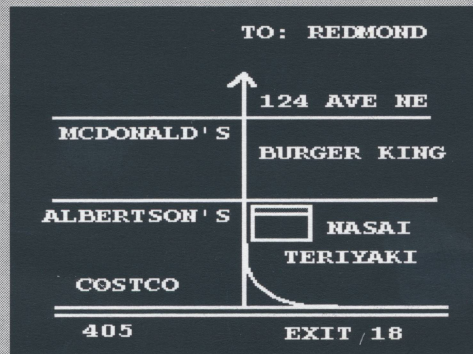 TO: REDMOND
124 AVE NE
MCDONALD'S
BURGER KING
ALBERTSON'S
NASAI
TERIYAKI
COSTCO
405
EXIT 18